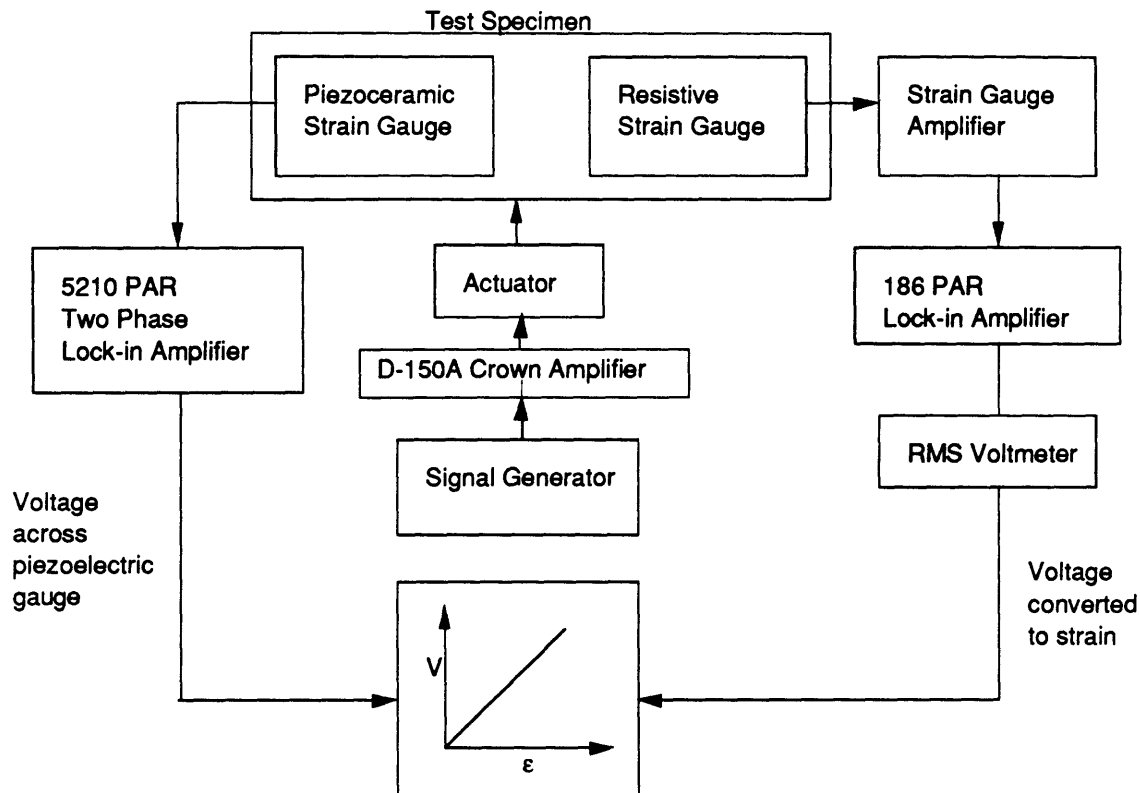 Test Specimen
Piezoceramic
Strain Gauge
Resistive
Strain Gauge
Strain Gauge
Amplifier
5210 PAR
Two Phase
Lock-in Amplifier
Actuator
186 PAR
Lock-in Amplifier
D-150A Crown Amplifier
RMS Voltmeter
Signal Generator
Voltage
across
piezoelectric
gauge
Voltage
converted
to strain
V
ε